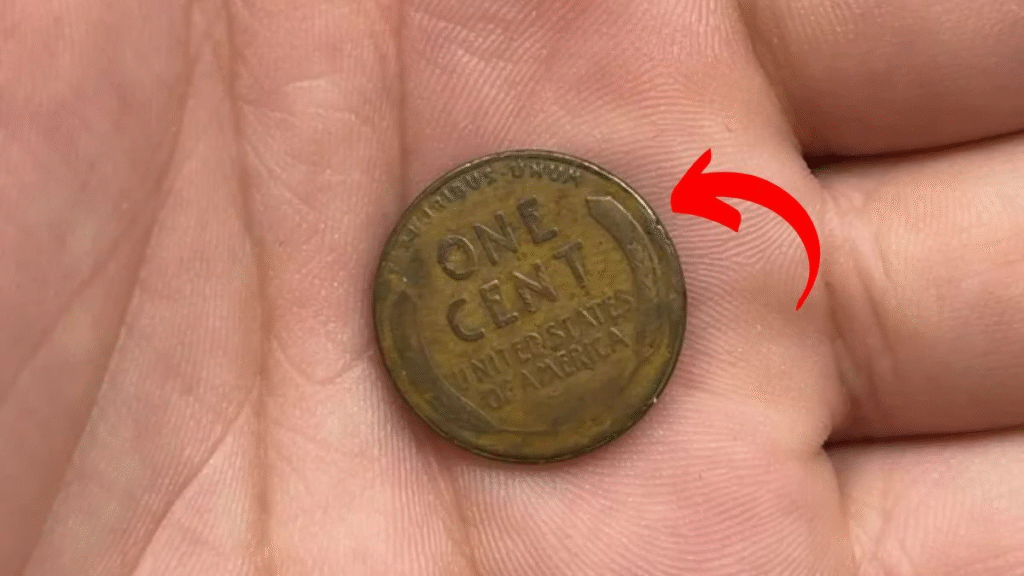 PLURIBUS · UNUM
ONE
CENT
UNITED STATES
OF AMERICA